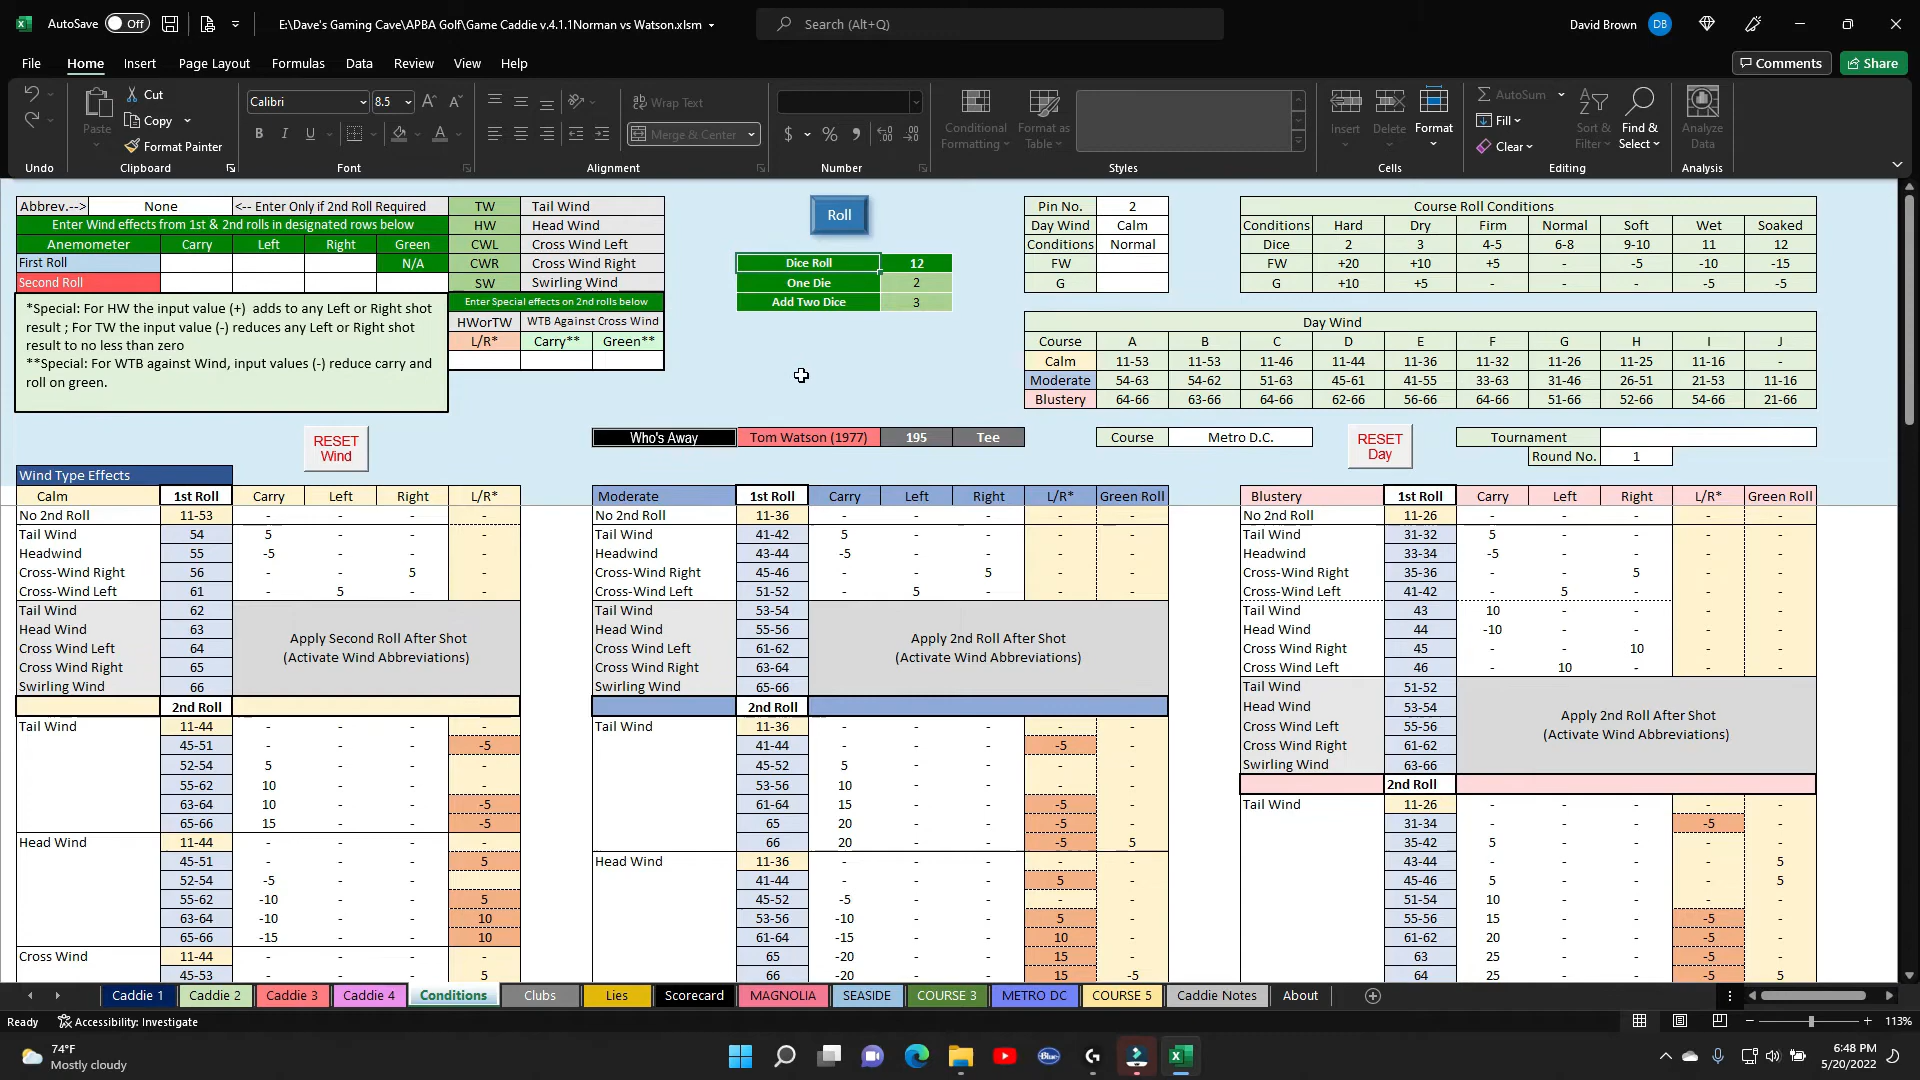 AutoSave Off E:\Dave's Gaming Cave\APBA Golf\Game Caddie v,4.1.1Norman vs Watson.xlsm Search (Alt+Q) David Brown DB
File Home Insert Page Layout Formulas Data Review View Help Comments Share
Cut Calibri 8.5 Wrap Text AutoSum
Paste Copy Merge & Center $ % Conditional Formatting Format as Table Insert Delete Format Fill Sort & Filter Find & Select Analyze Data
Format Painter B I U Clear
Undo Clipboard Font Alignment Number Styles Cells Editing Analysis
Abbrev.--> None <-- Enter Only if 2nd Roll Required TW Tail Wind Roll Pin No. 2 Course Roll Conditions
Enter Wind effects from 1st & 2nd rolls in designated rows below HW Head Wind Day Wind Calm Conditions Hard Dry Firm Normal Soft Wet Soaked
Anemometer Carry Left Right Green CWL Cross Wind Left Conditions Normal Dice 2 3 4-5 6-8 9-10 11 12
First Roll N/A CWR Cross Wind Right Dice Roll 12 FW FW +20 +10 +5 - -5 -10 -15
Second Roll SW Swirling Wind One Die 2 G G +10 +5 - - - -5 -5
*Special: For HW the input value (+) adds to any Left or Right shot Enter Special effects on 2nd rolls below Add Two Dice 3
result ; For TW the input value (-) reduces any Left or Right shot HWorTW WTB Against Cross Wind Day Wind
result to no less than zero L/R* Carry** Green** Course A B C D E F G H I J
**Special: For WTB against Wind, input values (-) reduce carry and Calm 11-53 11-53 11-46 11-44 11-36 11-32 11-26 11-25 11-16 -
roll on green. Moderate 54-63 54-62 51-63 45-61 41-55 33-63 31-46 26-51 21-53 11-16
Blustery 64-66 63-66 64-66 62-66 56-66 64-66 51-66 52-66 54-66 21-66
RESET Wind Who's Away Tom Watson (1977) 195 Tee Course Metro D.C. RESET Day Tournament
Round No. 1
Wind Type Effects
Calm 1st Roll Carry Left Right L/R* Moderate 1st Roll Carry Left Right L/R* Green Roll Blustery 1st Roll Carry Left Right L/R* Green Roll
No 2nd Roll 11-53 - - - - No 2nd Roll 11-36 - - - - - No 2nd Roll 11-26 - - - - -
Tail Wind 54 5 - Tail Wind 41-42 5 - - - - Tail Wind 31-32 5 - - - -
Headwind 55 -5 - - - Headwind 43-44 -5 - - - - Headwind 33-34 -5 - - - -
Cross-Wind Right 56 - - 5 - Cross-Wind Right 45-46 - - 5 - - Cross-Wind Right 35-36 - - 5 - -
Cross-Wind Left 61 - 5 - - Cross-Wind Left 51-52 - 5 - - - Cross-Wind Left 41-42 - 5 - - -
Tail Wind 62 Tail Wind 53-54 Tail Wind 43 10 - - - -
Head Wind 63 Apply Second Roll After Shot Head Wind 55-56 Apply 2nd Roll After Shot Head Wind 44 -10 - - - -
Cross Wind Left 64 (Activate Wind Abbreviations) Cross Wind Left 61-62 (Activate Wind Abbreviations) Cross Wind Right 45 - - 10 - -
Cross Wind Right 65 Cross Wind Right 63-64 Cross Wind Left 46 - 10 - - -
Swirling Wind 66 Swirling Wind 65-66 Tail Wind 51-52
2nd Roll 2nd Roll Head Wind 53-54 Apply 2nd Roll After Shot
Tail Wind 11-44 - - - - Tail Wind 11-36 - - - - - Cross Wind Left 55-56 (Activate Wind Abbreviations)
45-51 - - - -5 41-44 - - - -5 - Cross Wind Right 61-62
52-54 5 - - - 45-52 5 - - - - Swirling Wind 63-66
55-62 10 - - - 53-56 10 - - - - 2nd Roll
63-64 10 - - -5 61-64 15 - - -5 - Tail Wind 11-26 - - - - -
65-66 15 - - -5 65 20 - - -5 - 31-34 - - - -5 -
Head Wind 11-44 - - - - 66 20 - - -5 5 35-42 5 - - - -
45-51 - - - 5 Head Wind 11-36 - - - - - 43-44 - - - - 5
52-54 -5 - - 41-44 - - - 5 - 45-46 5 - - - 5
55-62 -10 - - 5 45-52 -5 - - - - 51-54 10 - - - -
63-64 -10 - - 10 53-56 -10 - - 5 - 55-56 15 - - -5 -
65-66 -15 - - 10 61-64 -15 - - 10 - 61-62 20 - - -5 -
Cross Wind 11-44 - - - - 65 -20 - - 15 - 63 25 - - -5 -
45-53 - - - 5 66 -20 - - 15 -5 64 25 - - -5 5
Caddie 1 Caddie 2 Caddie 3 Caddie 4 Conditions Clubs Lies Scorecard MAGNOLIA SEASIDE COURSE 3 METRO DC COURSE 5 Caddie Notes About
Ready Accessibility: Investigate 113%
74°F 6:48 PM
Mostly cloudy 5/20/2022